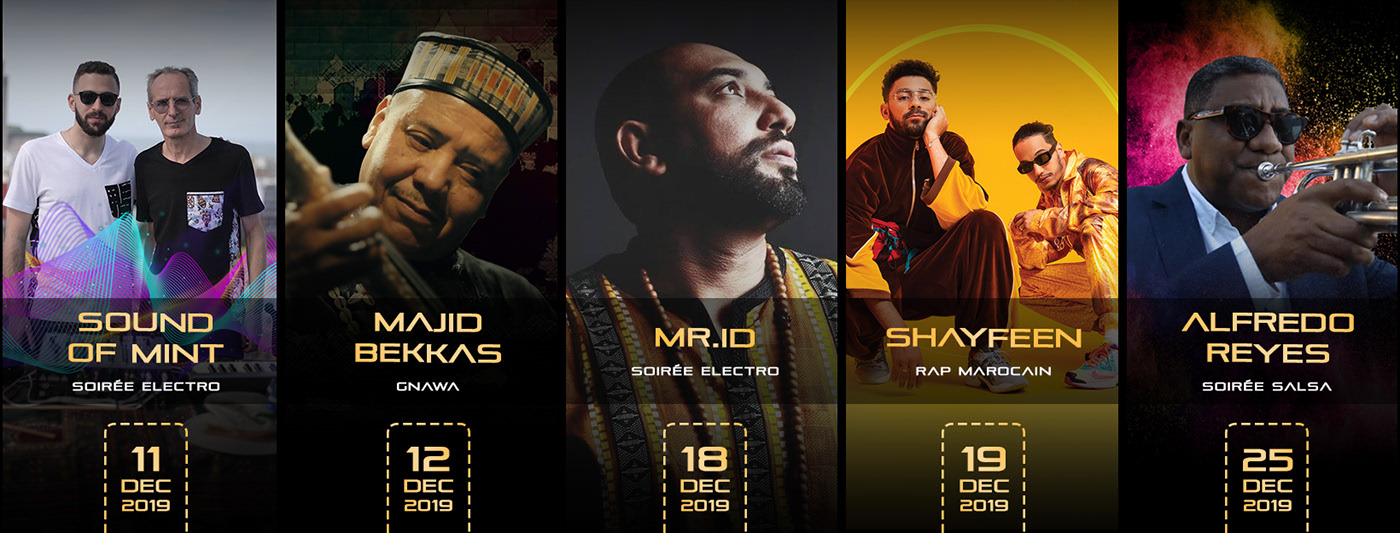 SOUND
OF MINT
SOIRÉE ELECTRO
11
DEC
2019
MAJID
BEKKAS
GNAWA
12
DEC
2019
MR.ID
SOIRÉE ELECTRO
18
DEC
2019
SHAYFEEN
RAP MAROCAIN
19
DEC
2019
ALFREDO
REYES
SOIRÉE SALSA
25
DEC
2019